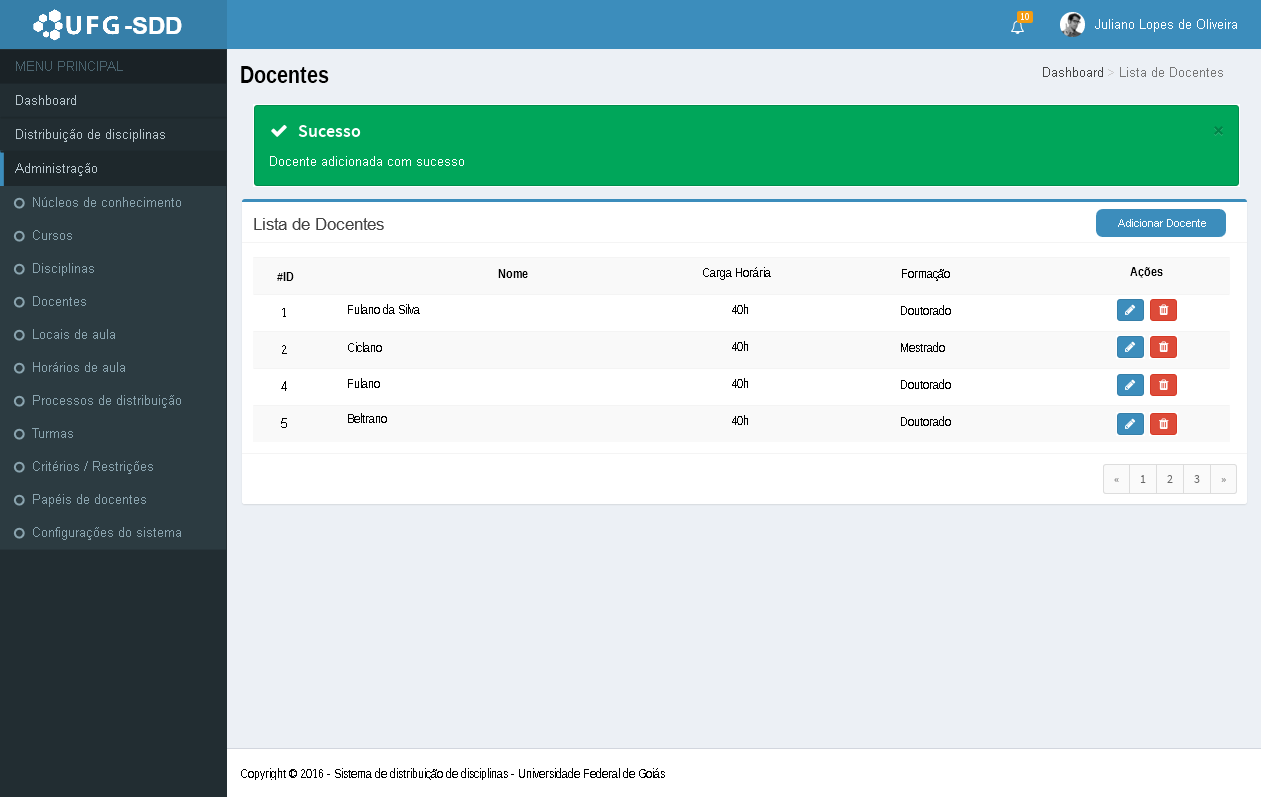 UFG-SDD
10
Juliano Lopes de Oliveira
MENU PRINCIPAL
Dashboard
Distribuição de disciplinas
Administração
Núcleos de conhecimento
Cursos
Disciplinas
Docentes
Locais de aula
Horários de aula
Processos de distribuição
Turmas
Critérios / Restrições
Papéis de docentes
Configurações do sistema
Docentes
Dashboard > Lista de Docentes
Sucesso ×
Docente adicionada com sucesso
Lista de Docentes Adicionar Docente
#ID Nome Carga Horária Formação Ações
1 Fulano da Silva 40h Doutorado
2 Ciclano 40h Mestrado
4 Fulano 40h Doutorado
5 Beltrano 40h Doutorado
« 1 2 3 »
Copyright © 2016 - Sistema de distribuição de disciplinas - Universidade Federal de Goiás